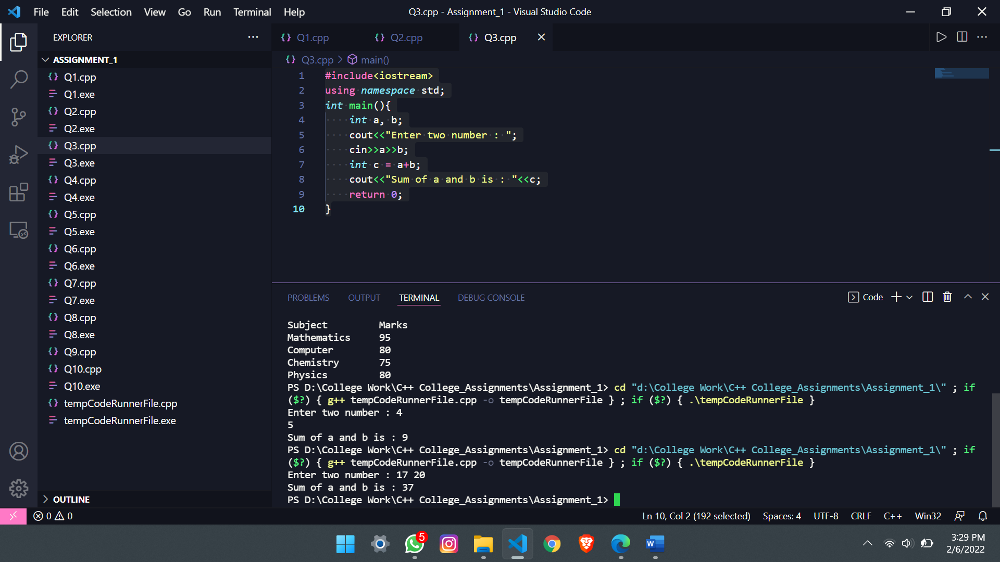 File Edit Selection View Go Run Terminal Help
Q3.cpp - Assignment_1 - Visual Studio Code
EXPLORER
ASSIGNMENT_1
Q1.cpp
Q1.exe
Q2.cpp
Q2.exe
Q3.cpp
Q3.exe
Q4.cpp
Q4.exe
Q5.cpp
Q5.exe
Q6.cpp
Q6.exe
Q7.cpp
Q7.exe
Q8.cpp
Q8.exe
Q9.cpp
Q10.cpp
Q10.exe
tempCodeRunnerFile.cpp
tempCodeRunnerFile.exe
OUTLINE
Q1.cpp Q2.cpp Q3.cpp
Q3.cpp > main()
1 #include<iostream>
2 using namespace std;
3 int main(){
4 int a, b;
5 cout<<"Enter two number : ";
6 cin>>a>>b;
7 int c = a+b;
8 cout<<"Sum of a and b is : "<<c;
9 return 0;
10 }
PROBLEMS OUTPUT TERMINAL DEBUG CONSOLE
Code
Subject Marks
Mathematics 95
Computer 80
Chemistry 75
Physics 80
PS D:\College Work\C++ College_Assignments\Assignment_1> cd "d:\College Work\C++ College_Assignments\Assignment_1\" ; if
($?) { g++ tempCodeRunnerFile.cpp -o tempCodeRunnerFile } ; if ($?) { .\tempCodeRunnerFile }
Enter two number : 4
5
Sum of a and b is : 9
PS D:\College Work\C++ College_Assignments\Assignment_1> cd "d:\College Work\C++ College_Assignments\Assignment_1\" ; if
($?) { g++ tempCodeRunnerFile.cpp -o tempCodeRunnerFile } ; if ($?) { .\tempCodeRunnerFile }
Enter two number : 17 20
Sum of a and b is : 37
PS D:\College Work\C++ College_Assignments\Assignment_1>
0 0
Ln 10, Col 2 (192 selected) Spaces: 4 UTF-8 CRLF C++ Win32
5
W
3:29 PM
2/6/2022